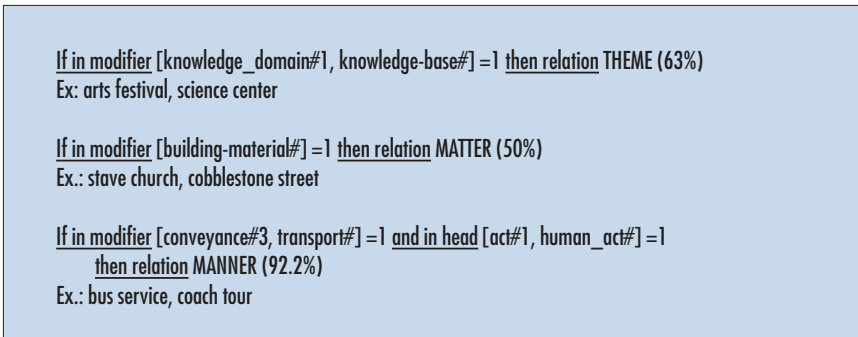 If in modifier [knowledge_domain#1, knowledge-base#] =1 then relation THEME (63%)
Ex: arts festival, science center
If in modifier [building-material#] =1 then relation MATTER (50%)
Ex.: stave church, cobblestone street
If in modifier [conveyance#3, transport#] =1 and in head [act#1, human_act#] =1
then relation MANNER (92.2%)
Ex.: bus service, coach tour